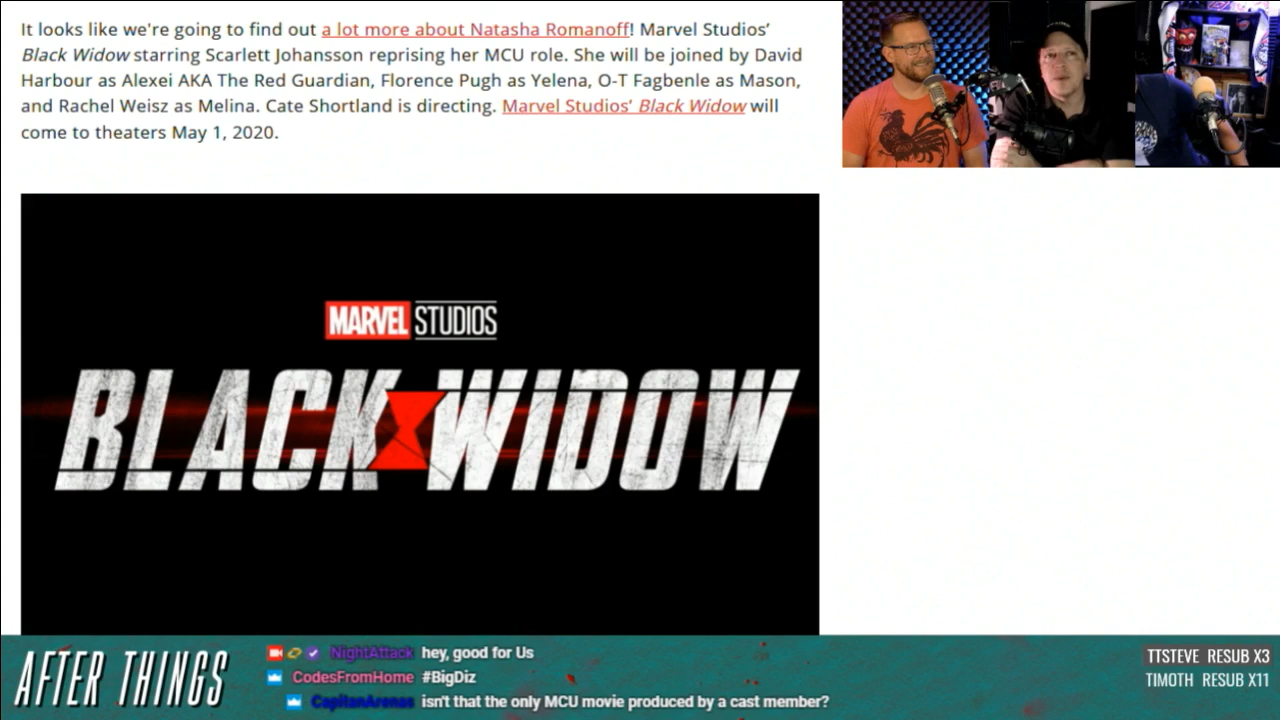 It looks like we're going to find out a lot more about Natasha Romanoff! Marvel Studios'
Black Widow starring Scarlett Johansson reprising her MCU role. She will be joined by David
Harbour as Alexei AKA The Red Guardian, Florence Pugh as Yelena, O-T Fagbenle as Mason,
and Rachel Weisz as Melina. Cate Shortland is directing. Marvel Studios' Black Widow will
come to theaters May 1, 2020.
MARVEL STUDIOS
BLACK WIDOW
AFTER THINGS
NightAttack hey, good for Us
CodesFromHome #BigDiz
CapitanArenas isn't that the only MCU movie produced by a cast member?
TTSTEVE RESUB X3
TIMOTH RESUB X11